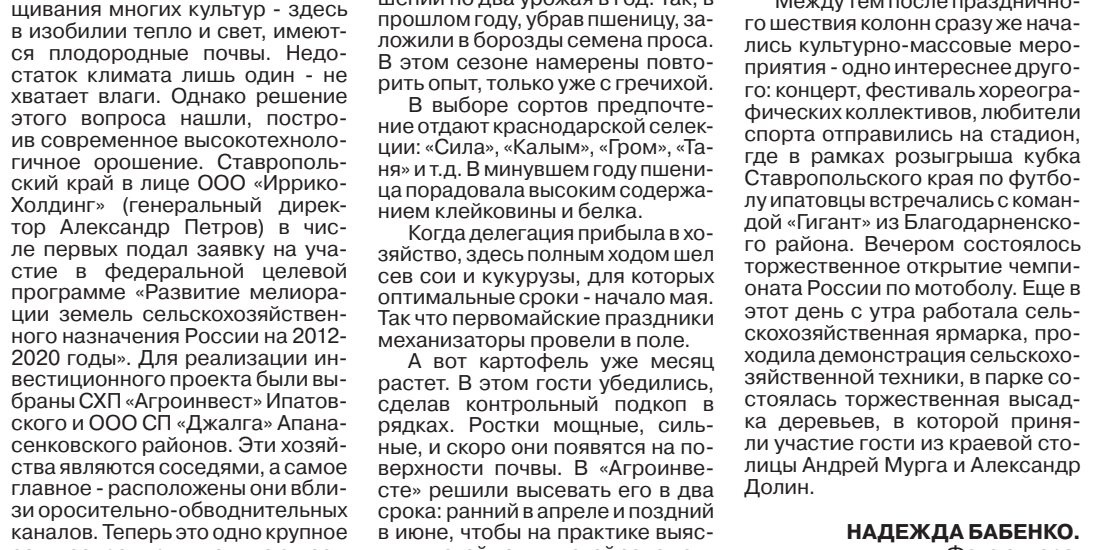 щивания многих культур - здесь
в изобилии тепло и свет, имеют-
ся плодородные почвы. Недо-
статок климата лишь один - не
хватает влаги. Однако решение
этого вопроса нашли, постро-
ив современное высокотехноло-
гичное орошение. Ставрополь-
ский край в лице ООО «Иррико-
Холдинг» (генеральный дирек-
тор Александр Петров) в чис-
ле первых подал заявку на уча-
стие в федеральной целевой
программе «Развитие мелиора-
ции земель сельскохозяйствен-
ного назначения России на 2012-
2020 годы». Для реализации ин-
вестиционного проекта были вы-
браны СХП «Агроинвест» Ипатов-
ского и ООО СП «Джалга» Апана-
сенковского районов. Эти хозяй-
ства являются соседями, а самое
главное - расположены они вбли-
зи оросительно-обводнительных
каналов. Теперь это одно крупное
шении по два урожая в год. Так, в
прошлом году, убрав пшеницу, за-
ложили в борозды семена проса.
В этом сезоне намерены повто-
рить опыт, только уже с гречихой.
В выборе сортов предпочте-
ние отдают краснодарской селек-
ции: «Сила», «Калым», «Гром», «Та-
ня» и т.д. В минувшем году пшени-
ца порадовала высоким содержа-
нием клейковины и белка.
Когда делегация прибыла в хо-
зяйство, здесь полным ходом шел
сев сои и кукурузы, для которых
оптимальные сроки - начало мая.
Так что первомайские праздники
механизаторы провели в поле.
А вот картофель уже месяц
растет. В этом гости убедились,
сделав контрольный подкоп в
рядках. Ростки мощные, силь-
ные, и скоро они появятся на по-
верхности почвы. В «Агроинве-
сте» решили высевать его в два
срока: ранний в апреле и поздний
в июне, чтобы на практике выяс-
Между тем после празднично-
го шествия колонн сразу же нача-
лись культурно-массовые меро-
приятия - одно интереснее друго-
го: концерт, фестиваль хореогра-
фических коллективов, любители
спорта отправились на стадион,
где в рамках розыгрыша кубка
Ставропольского края по футбо-
лу ипатовцы встречались с коман-
дой «Гигант» из Благодарненско-
го района. Вечером состоялось
торжественное открытие чемпи-
оната России по мотоболу. Еще в
этот день с утра работала сель-
скохозяйственная ярмарка, про-
ходила демонстрация сельскохо-
зяйственной техники, в парке со-
стоялась торжественная высад-
ка деревьев, в которой приня-
ли участие гости из краевой сто-
лицы Андрей Мурга и Александр
Долин.
НАДЕЖДА БАБЕНКО.